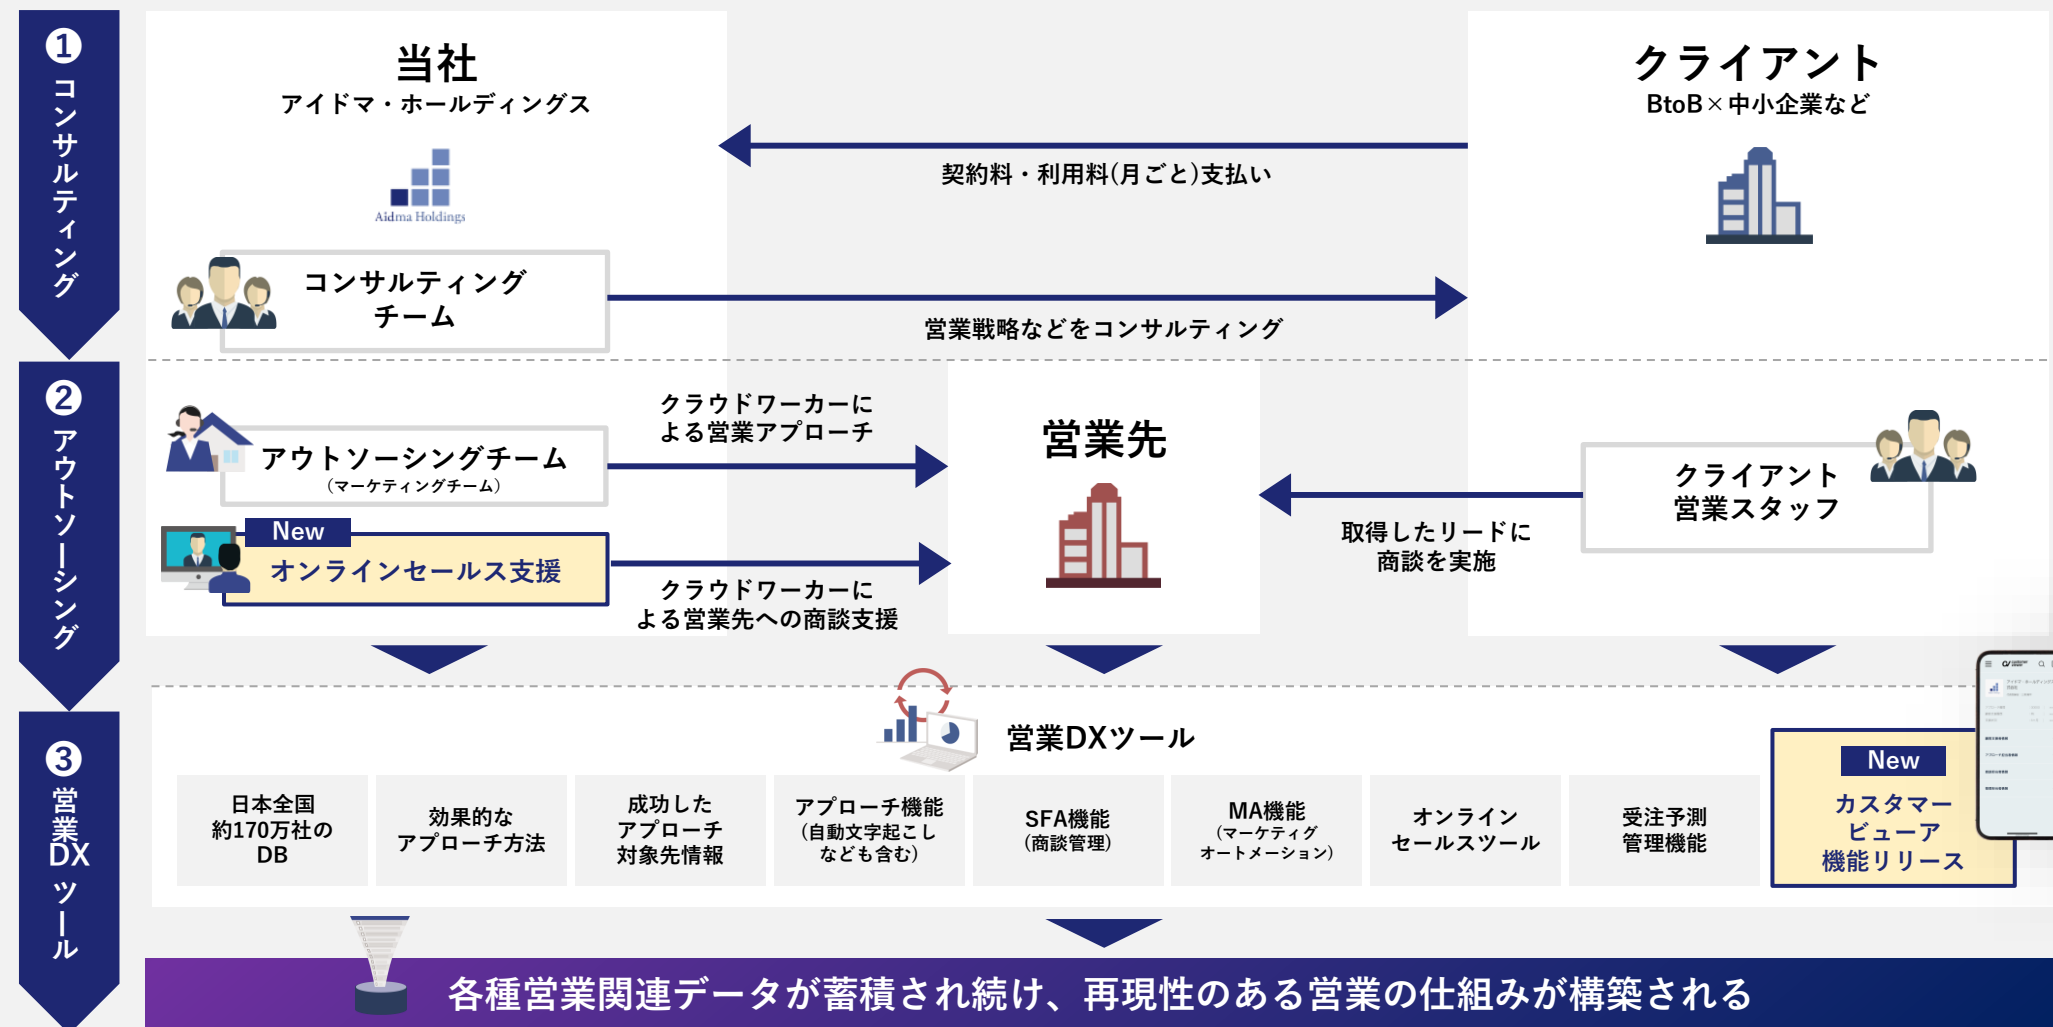 1
コンサルティング
当社
アイドマ・ホールディングス
Aidma Holdings
クライアント
BtoB×中小企業など
契約料・利用料(月ごと)支払い
コンサルティング
チーム
営業戦略などをコンサルティング
2
アウトソーシング
アウトソーシングチーム
(マーケティングチーム)
クラウドワーカーに
よる営業アプローチ
New
オンラインセールス支援
クラウドワーカーに
よる営業先への商談支援
営業先
クライアント
営業スタッフ
取得したリードに
商談を実施
3
営業DXツール
営業DXツール
日本全国
約170万社の
DB
効果的な
アプローチ方法
成功した
アプローチ
対象先情報
アプローチ機能
(自動文字起こし
なども含む)
SFA機能
(商談管理)
MA機能
(マーケティグ
オートメーション)
オンライン
セールスツール
受注予測
管理機能
New
カスタマー
ビューア
機能リリース
各種営業関連データが蓄積され続け、再現性のある営業の仕組みが構築される